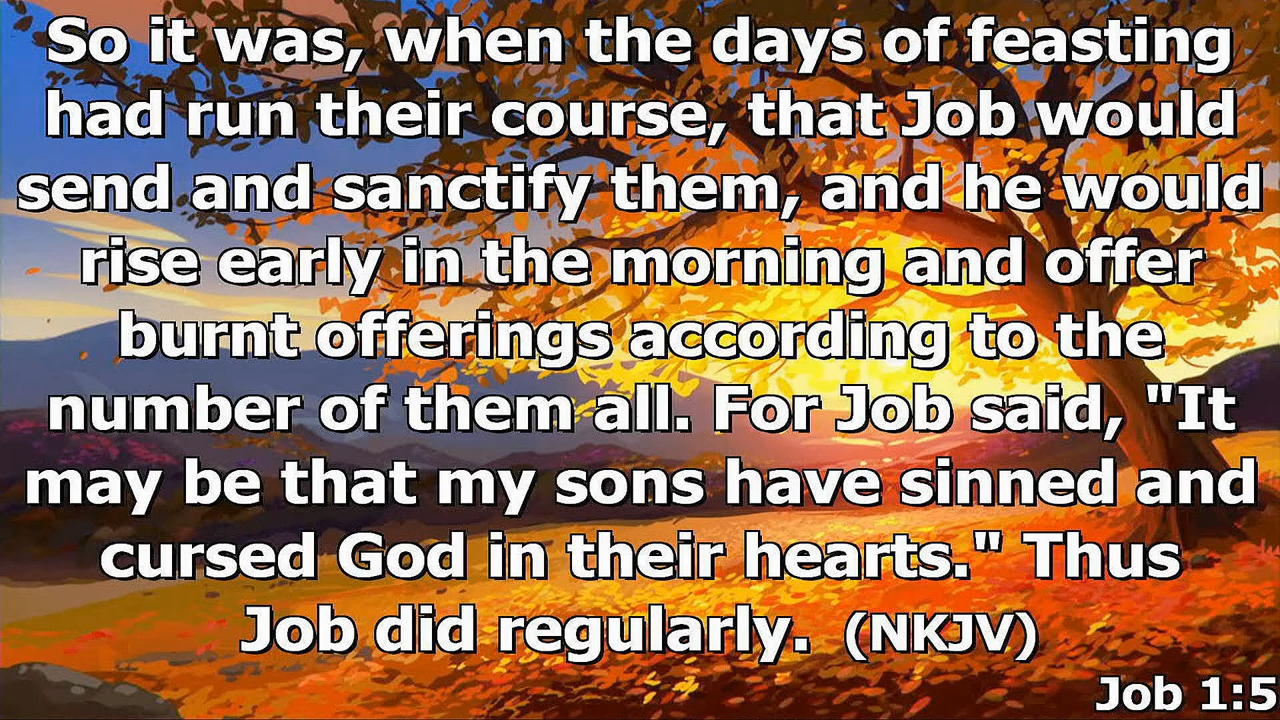 So it was, when the days of feasting
had run their course, that Job would
send and sanctify them, and he would
rise early in the morning and offer
burnt offerings according to the
number of them all. For Job said, "It
may be that my sons have sinned and
cursed God in their hearts." Thus
Job did regularly. (NKJV)
Job 1:5